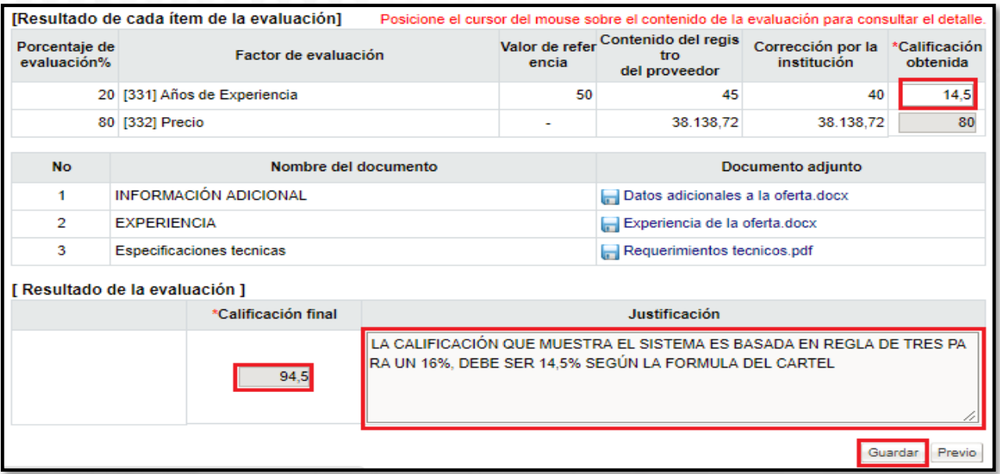 [Resultado de cada ítem de la evaluación] Posicione el cursor del mouse sobre el contenido de la evaluación para consultar el detalle.
Porcentaje de evaluación% Factor de evaluación Valor de refer encia Contenido del regis tro del proveedor Corrección por la institución *Calificación obtenida
20 [331] Años de Experiencia 50 45 40 14,5
80 [332] Precio - 38.138,72 38.138,72 80
No Nombre del documento Documento adjunto
1 INFORMACIÓN ADICIONAL Datos adicionales a la oferta.docx
2 EXPERIENCIA Experiencia de la oferta.docx
3 Especificaciones tecnicas Requerimientos tecnicos.pdf
[ Resultado de la evaluación ]
*Calificación final Justificación
94,5
LA CALIFICACIÓN QUE MUESTRA EL SISTEMA ES BASADA EN REGLA DE TRES PA
RA UN 16%, DEBE SER 14,5% SEGÚN LA FORMULA DEL CARTEL
Guardar Previo